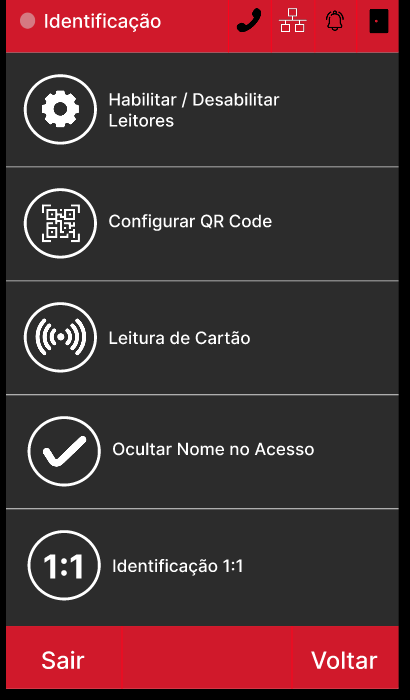 Identificação
Habilitar / Desabilitar
Leitores
Configurar QR Code
Leitura de Cartão
Ocultar Nome no Acesso
1:1
Identificação 1:1
Sair
Voltar